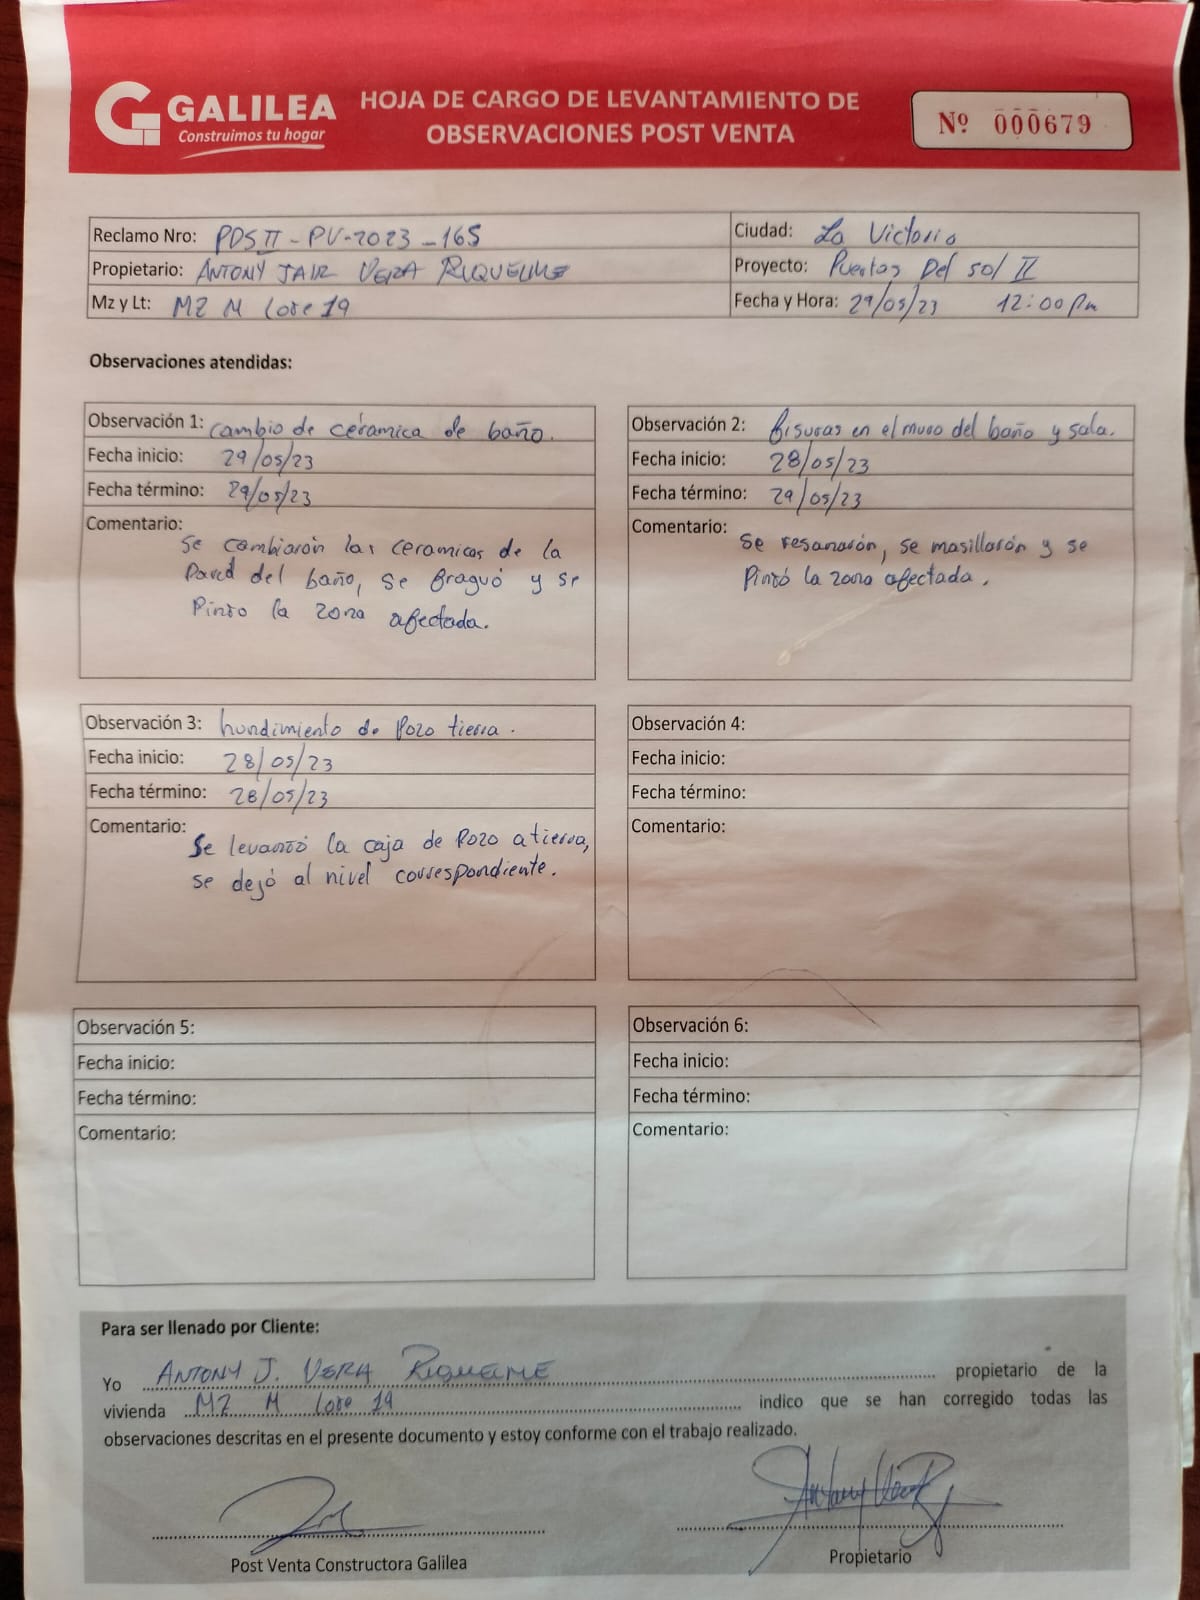 GALILEA
Construimos tu hogar
HOJA DE CARGO DE LEVANTAMIENTO DE
OBSERVACIONES POST VENTA
Nº 000679
Reclamo Nro: PDS II - PV-2023 - 165
Ciudad: La Victoria
Propietario: ANTONY JAIR VERA RIQUELME
Proyecto: Puertas Del sol II
Mz y Lt: MZ M Lote 19
Fecha y Hora: 29/05/23 12:00 Pm
Observaciones atendidas:
Observación 1: cambio de cerámica de baño.
Fecha inicio: 29/05/23
Fecha término: 29/05/23
Comentario: Se cambiarón las ceramicas de la
Pared del baño, se fraguó y se
Pinto la zona afectada.
Observación 2: fisuras en el muro del baño y sala.
Fecha inicio: 28/05/23
Fecha término: 29/05/23
Comentario: Se resanarón, se masillarón y se
Pintó la zona afectada.
Observación 3: hundimiento de Pozo tierra.
Fecha inicio: 28/05/23
Fecha término: 28/05/23
Comentario: Se levantó la caja de Pozo a tierra,
se dejó al nivel correspondiente.
Observación 4:
Fecha inicio:
Fecha término:
Comentario:
Observación 5:
Fecha inicio:
Fecha término:
Comentario:
Observación 6:
Fecha inicio:
Fecha término:
Comentario:
Para ser llenado por Cliente:
Yo ANTONY J. VERA RIQUELME propietario de la
vivienda MZ M Lote 19 indico que se han corregido todas las
observaciones descritas en el presente documento y estoy conforme con el trabajo realizado.
Post Venta Constructora Galilea
Propietario